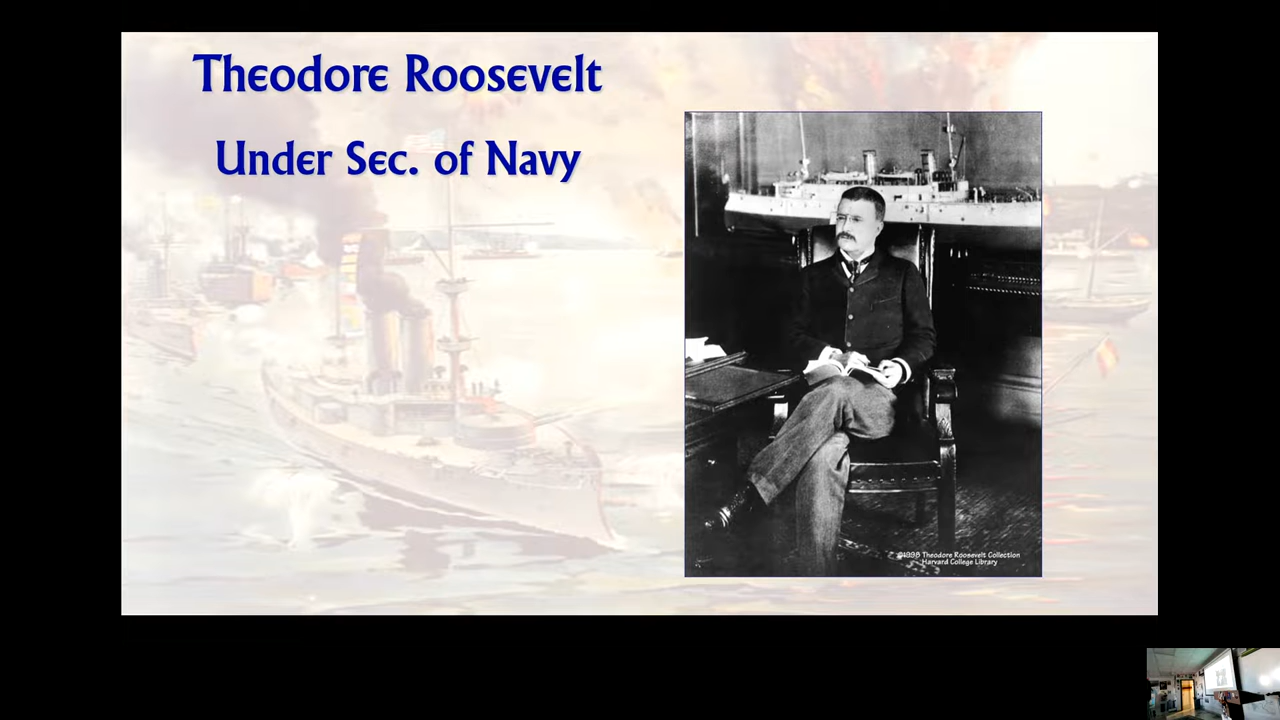 Theodore Roosevelt
Under Sec. of Navy
©1998 Theodore Roosevelt Collection
Harvard College Library